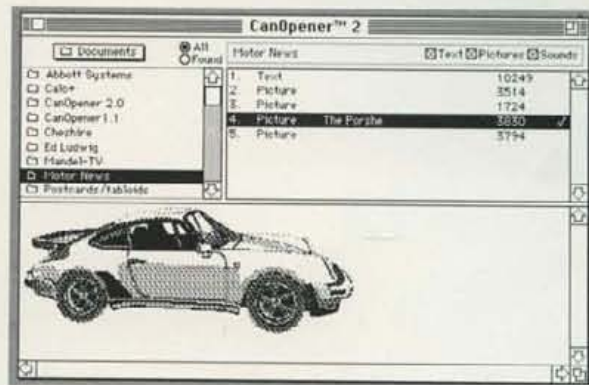 CanOpener™ 2
Documents
All
Found
Motor News
Text Pictures Sounds
Abbott Systems
Calc+
CanOpener 2.0
CanOpener 1.1
Cheshire
Ed Ludwig
Mandel-TV
Motor News
Postcards/tabloids
1. Text 10249
2. Picture 3514
3. Picture 1724
4. Picture The Porshe 3830 ✓
5. Picture 3794